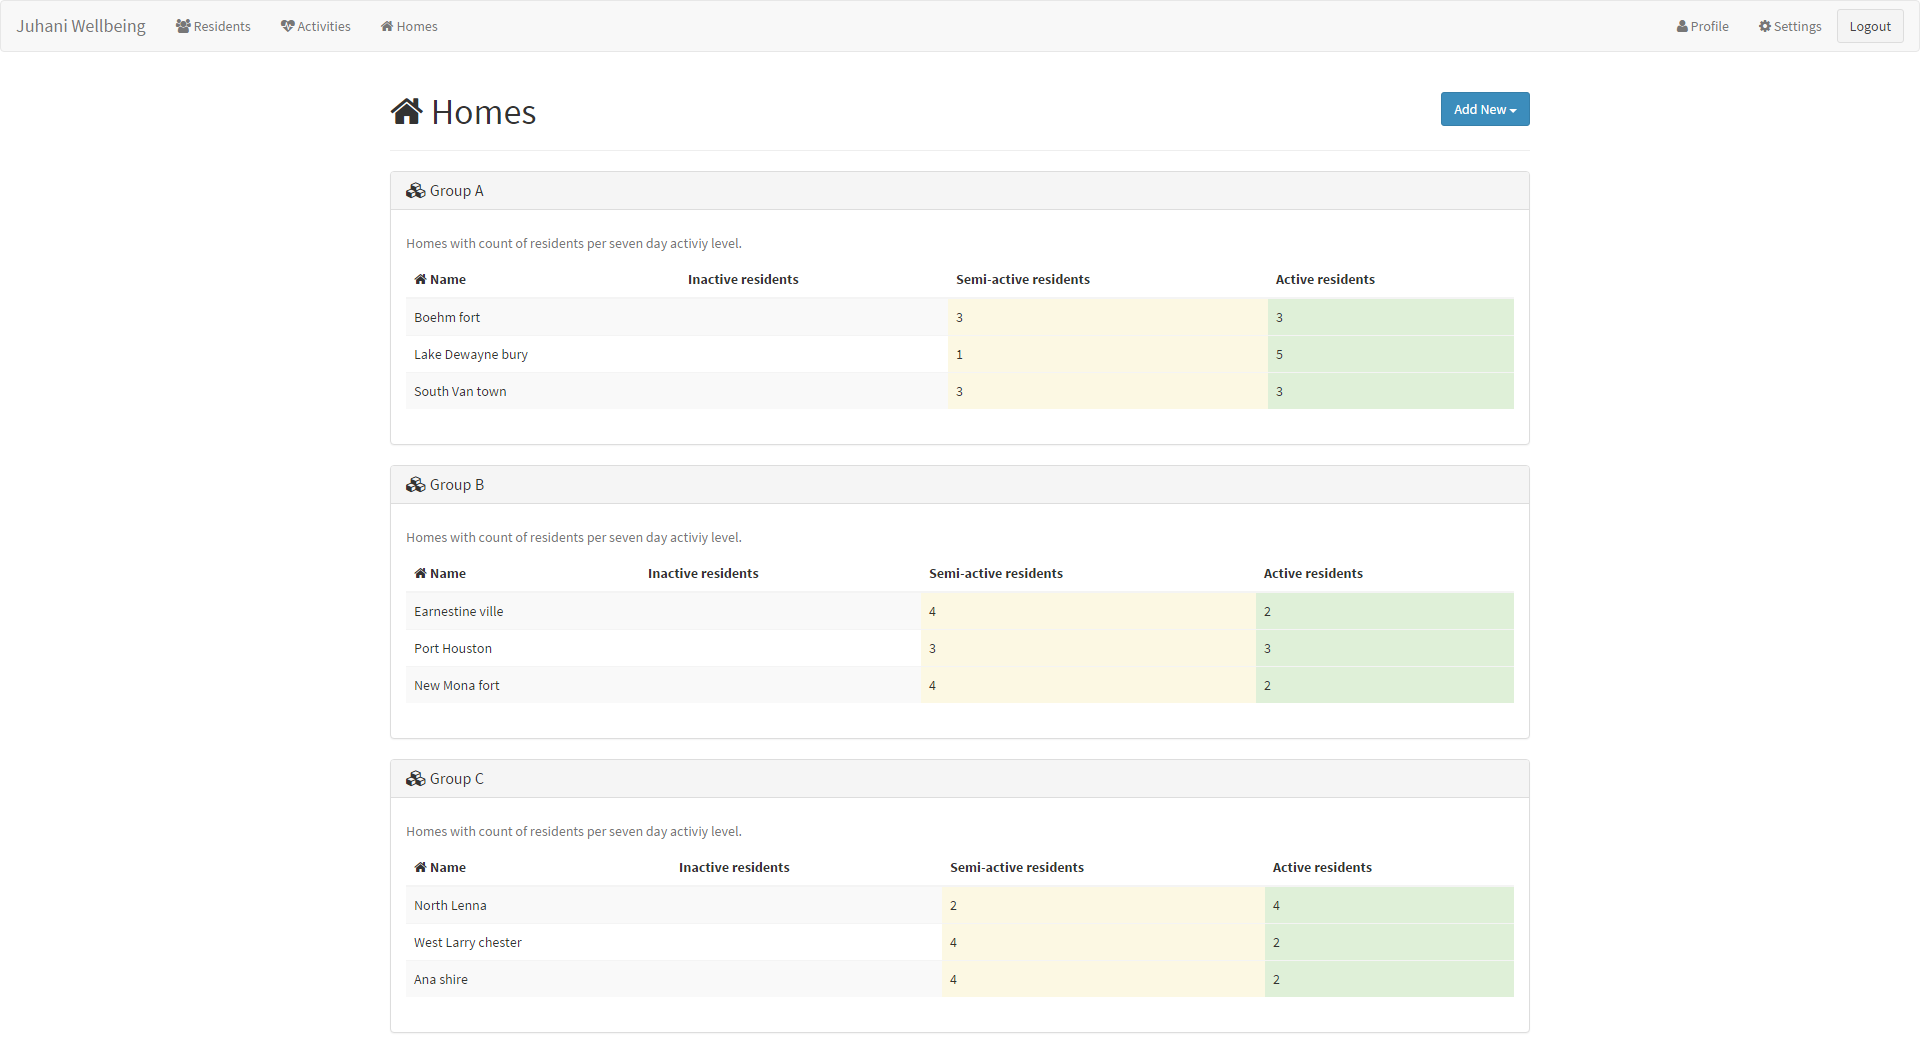 Juhani Wellbeing Residents Activities Homes Profile Settings Logout
Homes Add New
Group A
Homes with count of residents per seven day activiy level.
Name Inactive residents Semi-active residents Active residents
Boehm fort 3 3
Lake Dewayne bury 1 5
South Van town 3 3
Group B
Homes with count of residents per seven day activiy level.
Name Inactive residents Semi-active residents Active residents
Earnestine ville 4 2
Port Houston 3 3
New Mona fort 4 2
Group C
Homes with count of residents per seven day activiy level.
Name Inactive residents Semi-active residents Active residents
North Lenna 2 4
West Larry chester 4 2
Ana shire 4 2